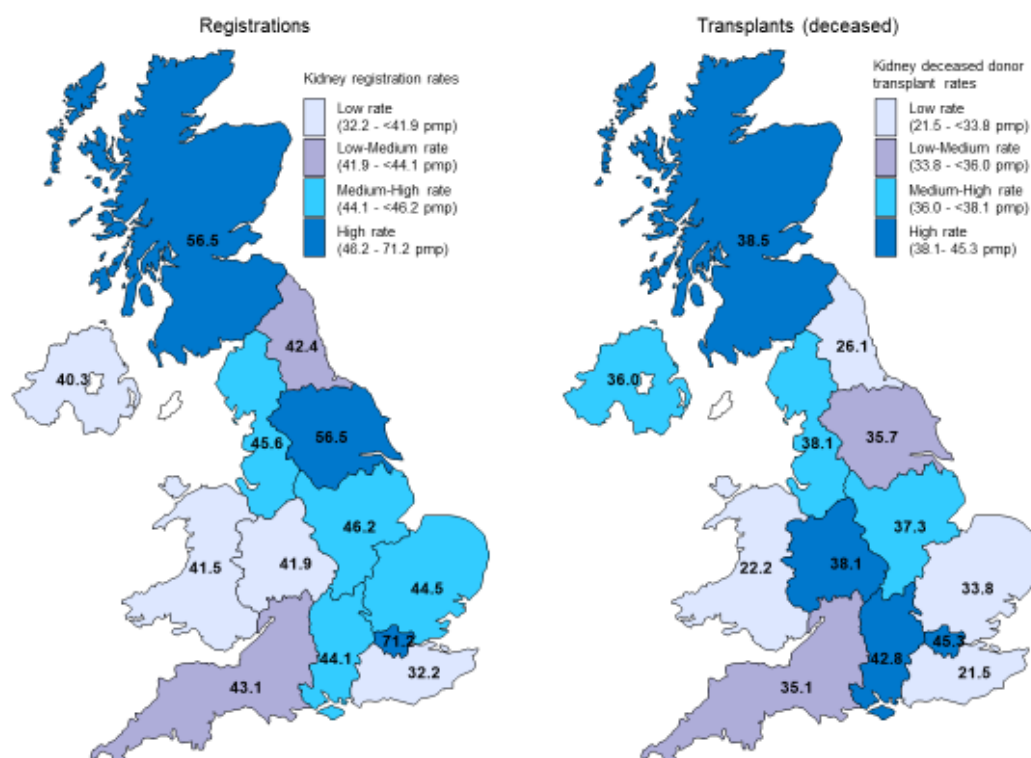 Registrations
Kidney registration rates
Low rate
(32.2 - <41.9 pmp)
Low-Medium rate
(41.9 - <44.1 pmp)
Medium-High rate
(44.1 - <46.2 pmp)
High rate
(46.2 - 71.2 pmp)
56.5
42.4
40.3
45.6
56.5
46.2
41.5
41.9
44.5
71.2
44.1
32.2
43.1
Transplants (deceased)
Kidney deceased donor
transplant rates
Low rate
(21.5 - <33.8 pmp)
Low-Medium rate
(33.8 - <36.0 pmp)
Medium-High rate
(36.0 - <38.1 pmp)
High rate
(38.1- 45.3 pmp)
38.5
26.1
36.0
38.1
35.7
37.3
22.2
38.1
33.8
45.3
42.8
21.5
35.1